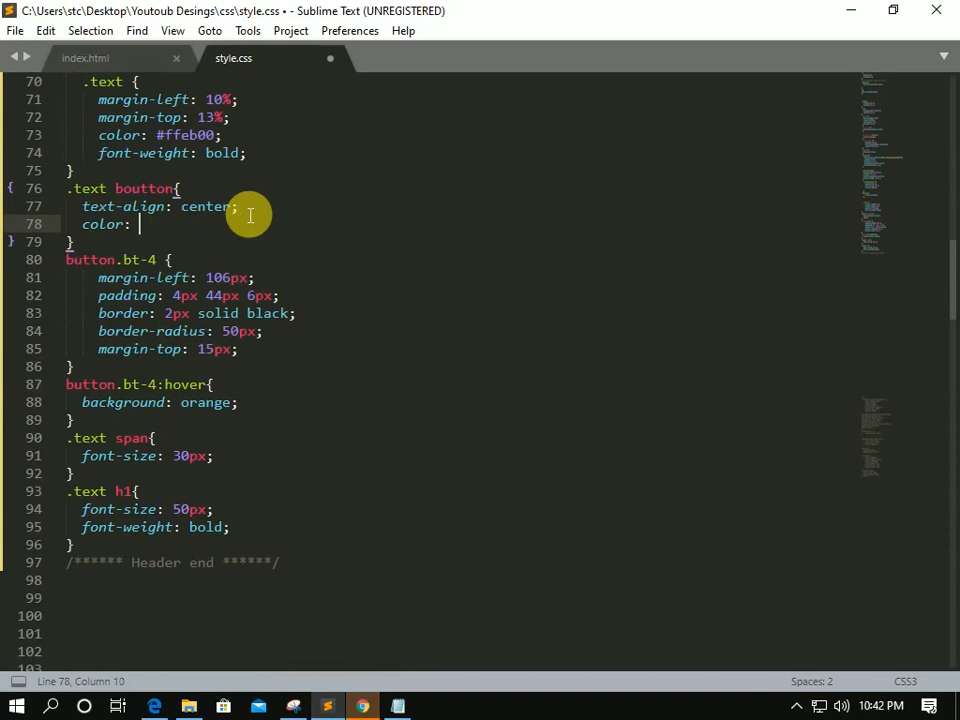 C:\Users\stc\Desktop\Youtoub Desings\css\style.css • - Sublime Text (UNREGISTERED)
File Edit Selection Find View Goto Tools Project Preferences Help
index.html style.css
70 .text {
71 margin-left: 10%;
72 margin-top: 13%;
73 color: #ffeb00;
74 font-weight: bold;
75 }
76 .text boutton{
77 text-align: center;
78 color:
79 }
80 button.bt-4 {
81 margin-left: 106px;
82 padding: 4px 44px 6px;
83 border: 2px solid black;
84 border-radius: 50px;
85 margin-top: 15px;
86 }
87 button.bt-4:hover{
88 background: orange;
89 }
90 .text span{
91 font-size: 30px;
92 }
93 .text h1{
94 font-size: 50px;
95 font-weight: bold;
96 }
97 /****** Header end ******/
98
99
100
101
102
103
Line 78, Column 10 Spaces: 2 CSS3
10:42 PM